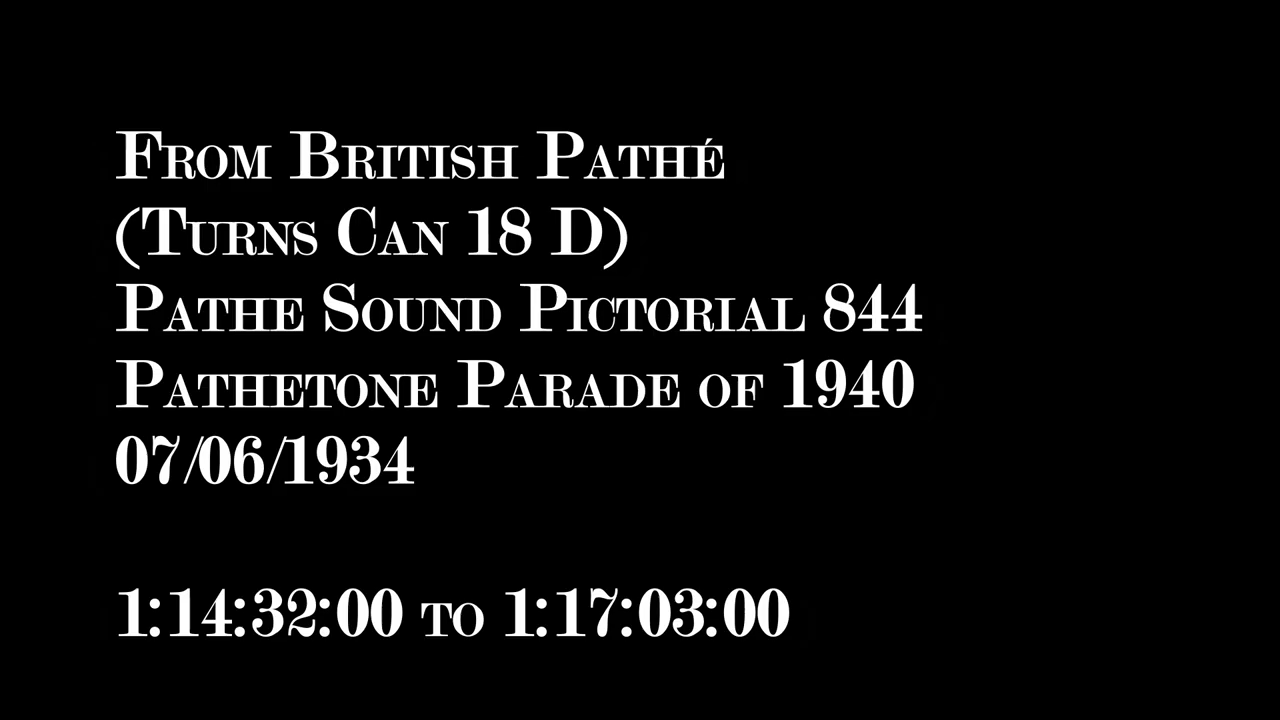 From British Pathé
(Turns Can 18 D)
Pathe Sound Pictorial 844
Pathetone Parade of 1940
07/06/1934
1:14:32:00 to 1:17:03:00